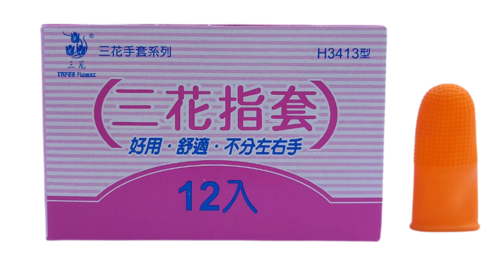 ®
三花
THREE FLOWERS
三花手套系列
H3413型
三花指套
好用·舒適·不分左右手
12入